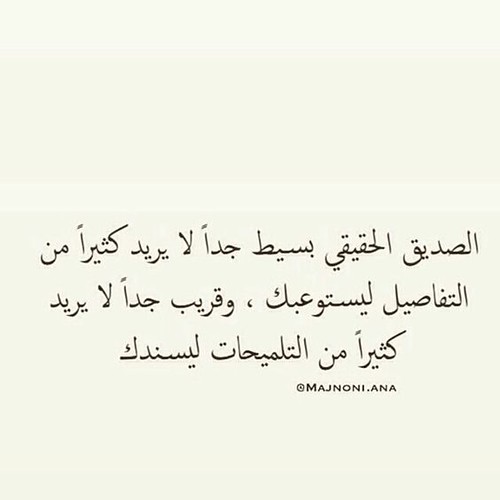 الصديق الحقيقي بسيط جداً لا يريد كثيراً من
التفاصيل ليستوعبك ، وقريب جداً لا يريد
كثيراً من التلميحات ليسندك
@MAJNONI.ANA